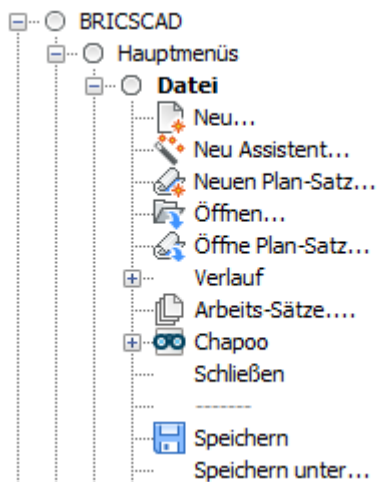 BRICSCAD
Hauptmenüs
Datei
Neu...
Neu Assistent...
Neuen Plan-Satz...
Öffnen...
Öffne Plan-Satz...
Verlauf
Arbeits-Sätze....
Chapoo
Schließen
-------
Speichern
Speichern unter...